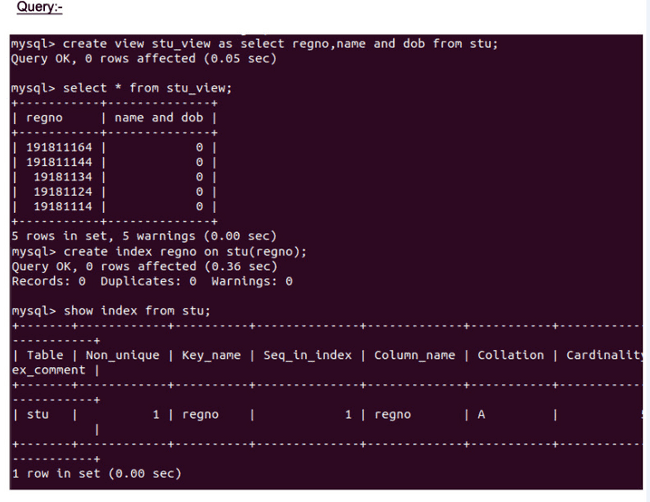 Query:-
mysql> create view stu_view as select regno,name and dob from stu;
Query OK, 0 rows affected (0.05 sec)
mysql> select * from stu_view;
+-----------+--------------+
| regno     | name and dob |
+-----------+--------------+
| 191811164 |            0 |
| 191811144 |            0 |
|  19181134 |            0 |
|  19181124 |            0 |
|  19181114 |            0 |
+-----------+--------------+
5 rows in set, 5 warnings (0.00 sec)
mysql> create index regno on stu(regno);
Query OK, 0 rows affected (0.36 sec)
Records: 0  Duplicates: 0  Warnings: 0
mysql> show index from stu;
+-------+------------+----------+--------------+-------------+-----------+------------
-----------+
| Table | Non_unique | Key_name | Seq_in_index | Column_name | Collation | Cardinality
ex_comment |
+-------+------------+----------+--------------+-------------+-----------+------------
-----------+
| stu   |          1 | regno    |            1 | regno       | A         |
           |
+-------+------------+----------+--------------+-------------+-----------+------------
-----------+
1 row in set (0.00 sec)